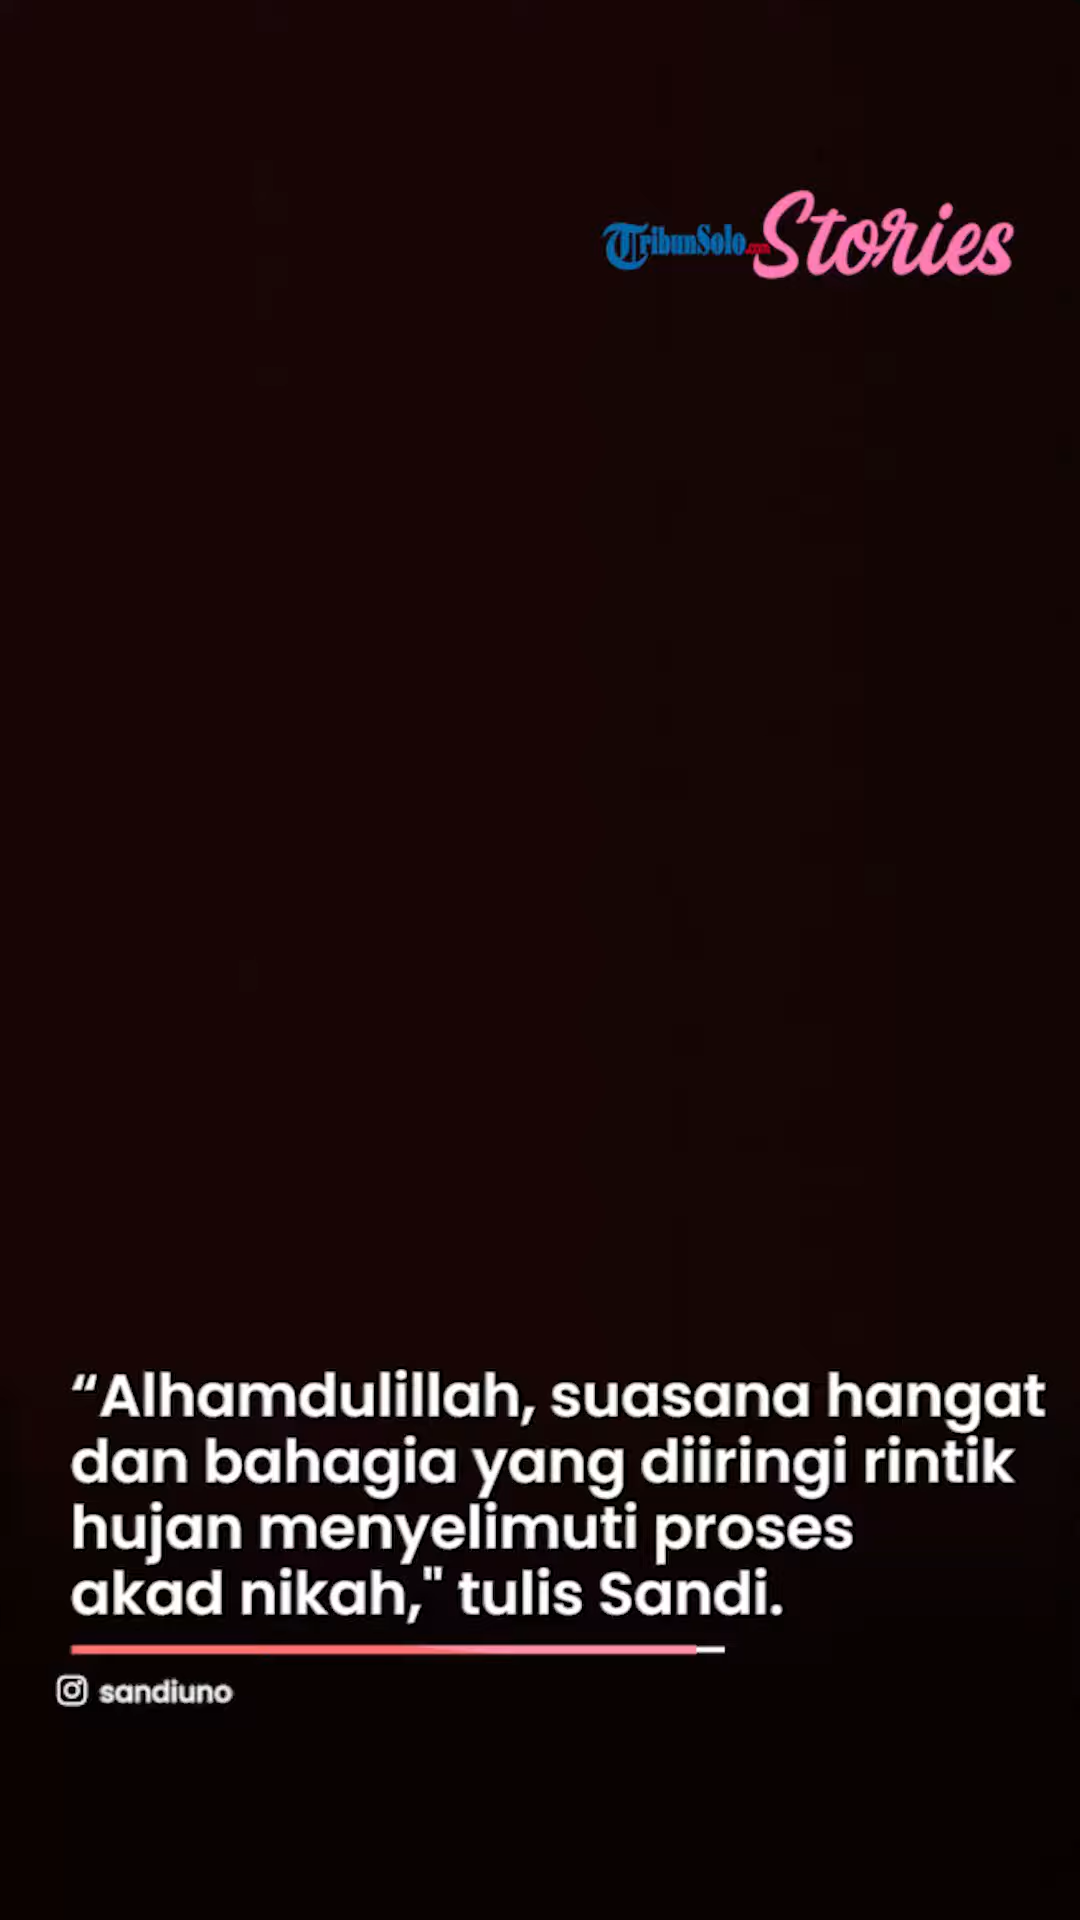 TribunSolo.com Stories
“Alhamdulillah, suasana hangat
dan bahagia yang diiringi rintik
hujan menyelimuti proses
akad nikah," tulis Sandi.
sandiuno